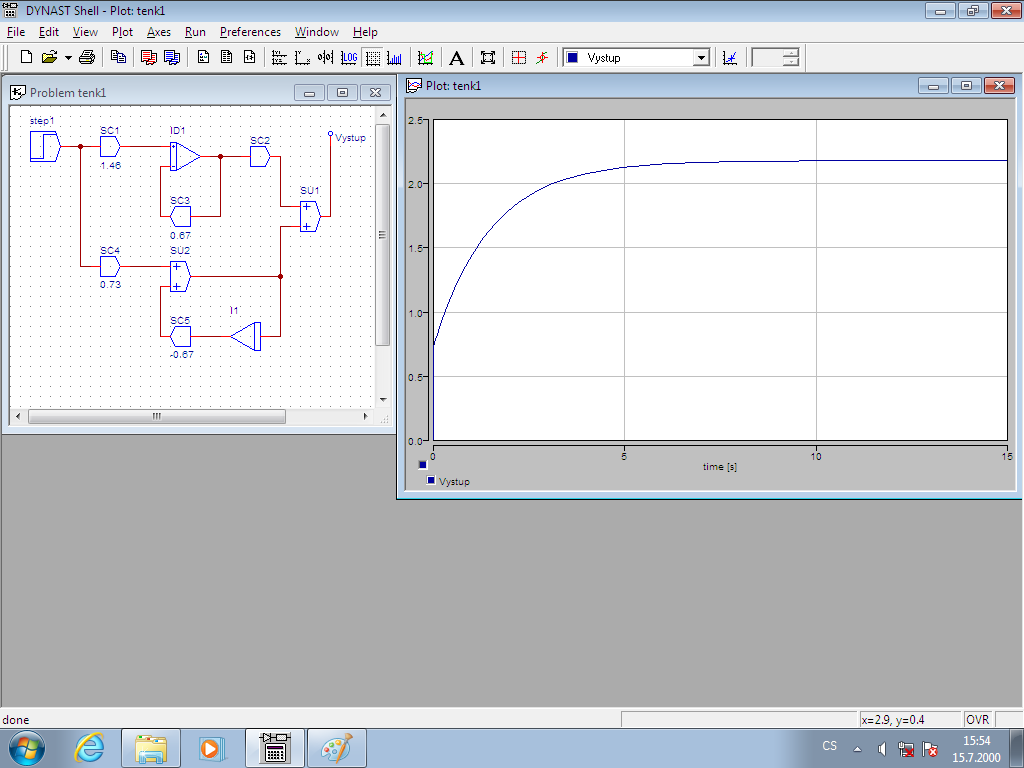 DYNAST Shell - Plot: tenk1
File Edit View Plot Axes Run Preferences Window Help
LOG
A
Vystup
Problem tenk1
step1
SC1
1.46
ID1
SC2
Vystup
SU1
SC3
0.67
SC4
0.73
SU2
I1
SC5
-0.67
Plot: tenk1
2.5
2.0
1.5
1.0
0.5
0.0
0 5 10 15
time [s]
Vystup
done
x=2.9, y=0.4 OVR
CS
15:54
15.7.2000